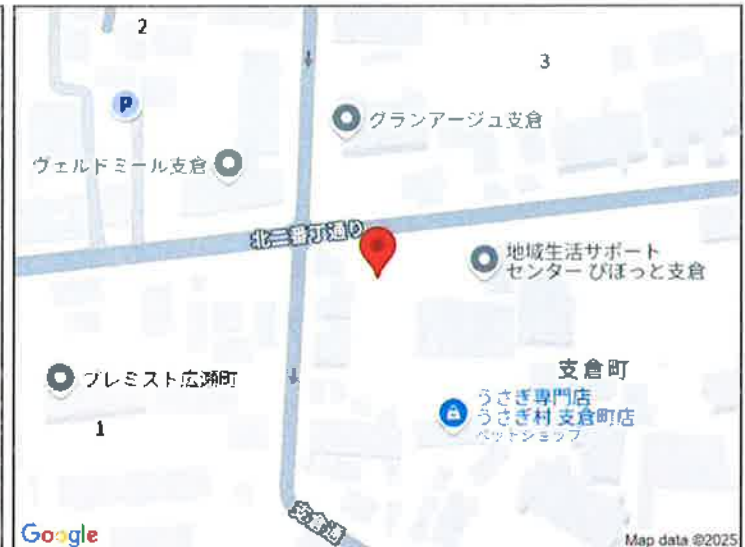 2
3
P
グランアージュ支倉
ヴェルドミール支倉
北二番丁通り
地域生活サポート
センター ぴぼっと支倉
プレミスト広瀬町
支倉町
うさぎ専門店
うさぎ村 支倉町店
ペットショップ
1
支倉通
Google
Map data ©2025